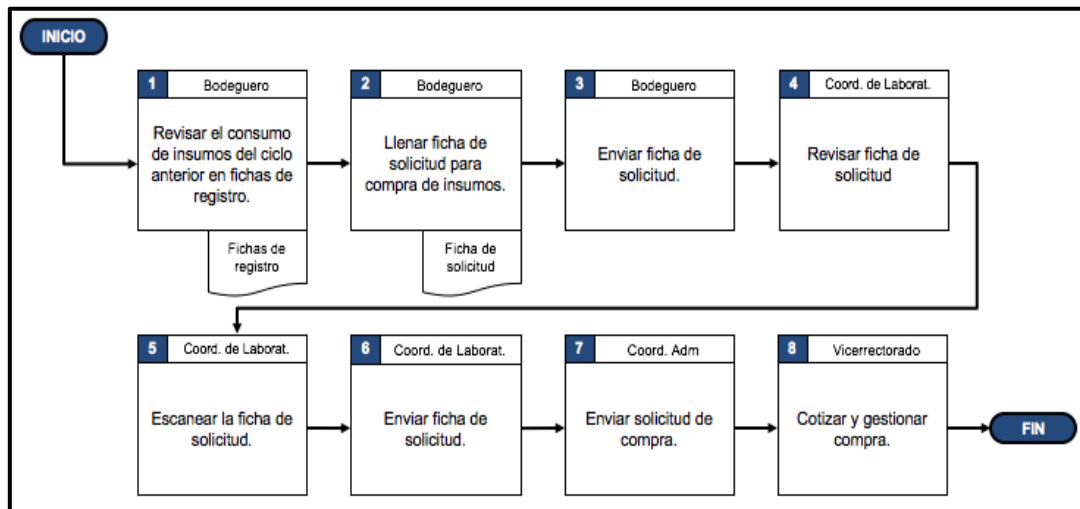 INICIO
1 Bodeguero
Revisar el consumo
de insumos del ciclo
anterior en fichas de
registro.
Fichas de
registro
2 Bodeguero
Llenar ficha de
solicitud para
compra de insumos.
Ficha de
solicitud
3 Bodeguero
Enviar ficha de
solicitud.
4 Coord. de Laborat.
Revisar ficha de
solicitud
5 Coord. de Laborat.
Escanear la ficha de
solicitud.
6 Coord. de Laborat.
Enviar ficha de
solicitud.
7 Coord. Adm
Enviar solicitud de
compra.
8 Vicerrectorado
Cotizar y gestionar
compra.
FIN